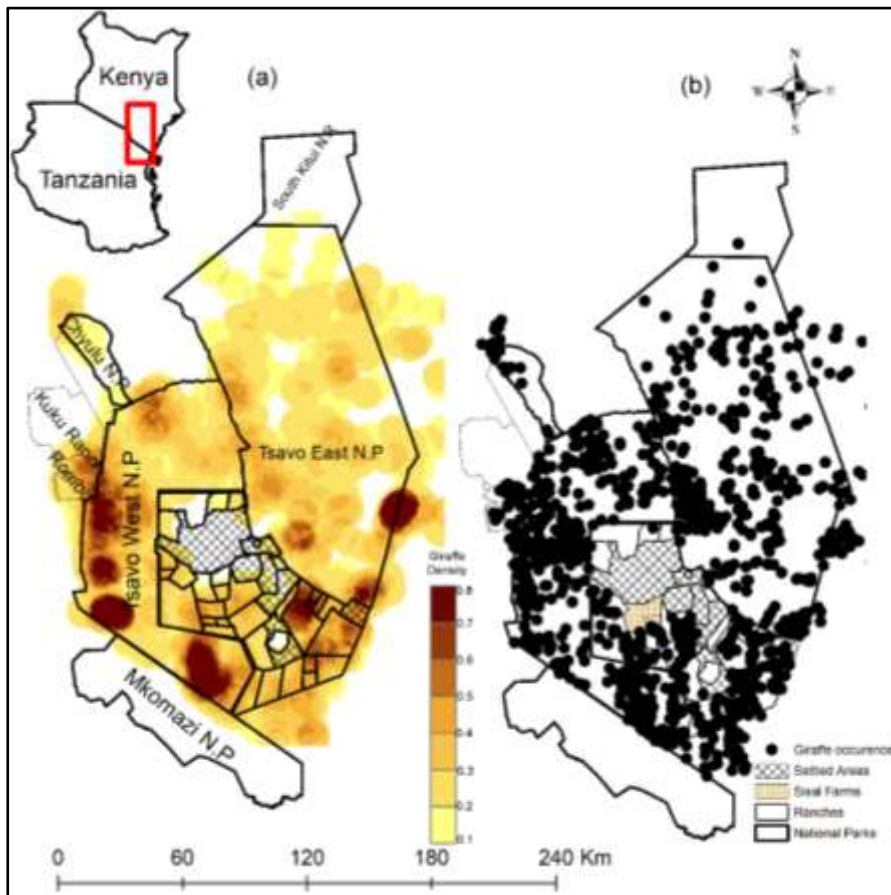 Kenya
Tanzania
(a)
(b)
N
W
E
S
South Kitui N.R
Chyulu N.P
Kuku Ranch
Rombo
Tsavo West N.P
Tsavo East N.P
Mkomazi N.P
Giraffe
Density
0.8
0.7
0.6
0.5
0.4
0.3
0.2
0.1
Giraffe occurence
Settled Areas
Sisal Farms
Ranches
National Parks
0 60 120 180 240 Km